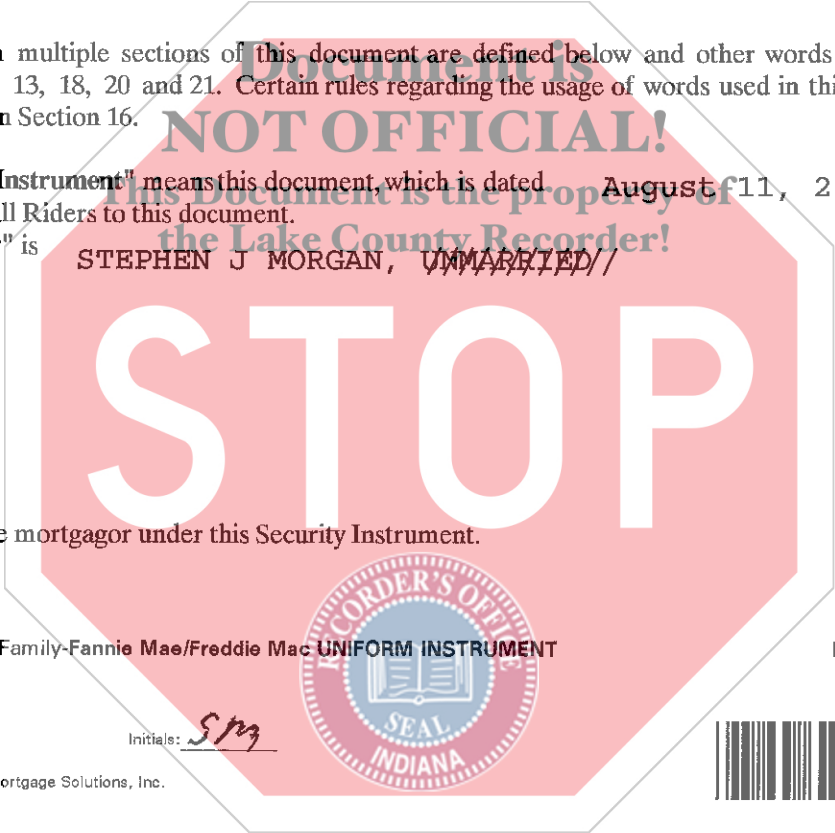 multiple sections of this document are defined below and other words
13, 18, 20 and 21. Certain rules regarding the usage of words used in thi
n Section 16.
Document is
NOT OFFICIAL!
This Document is the property of
the Lake County Recorder!
Instrument" means this document, which is dated August 11, 2
ll Riders to this document.
" is
STEPHEN J MORGAN, UNMARRIED
STOP
e mortgagor under this Security Instrument.
RECORDER'S OFFICE
SEAL
INDIANA
Family-Fannie Mae/Freddie Mac UNIFORM INSTRUMENT
Initials: SJM
ortgage Solutions, Inc.